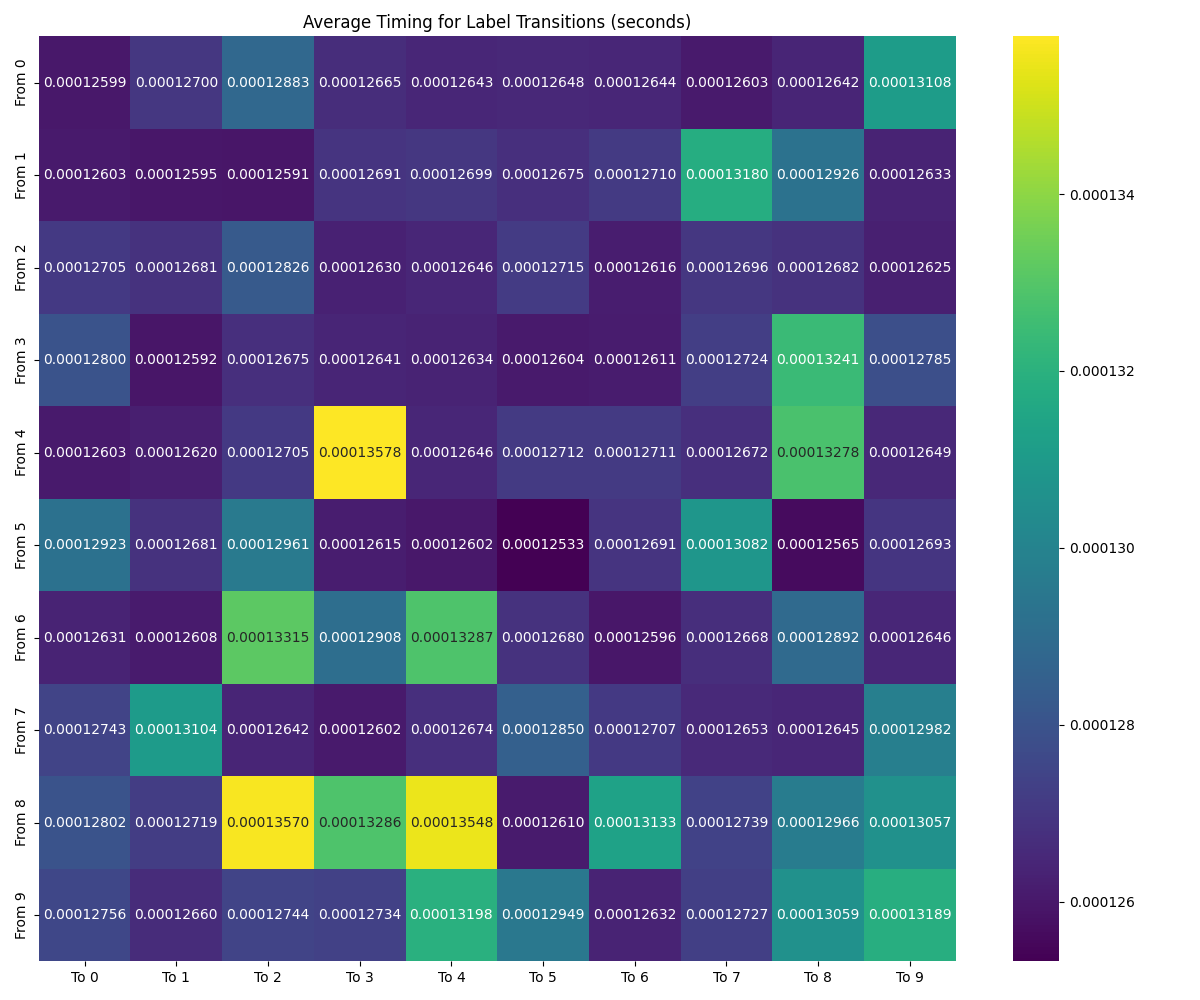 Average Timing for Label Transitions (seconds)
From 0 0.00012599 0.00012700 0.00012883 0.00012665 0.00012643 0.00012648 0.00012644 0.00012603 0.00012642 0.00013108
From 1 0.00012603 0.00012595 0.00012591 0.00012691 0.00012699 0.00012675 0.00012710 0.00013180 0.00012926 0.00012633
0.000134
From 2 0.00012705 0.00012681 0.00012826 0.00012630 0.00012646 0.00012715 0.00012616 0.00012696 0.00012682 0.00012625
From 3 0.00012800 0.00012592 0.00012675 0.00012641 0.00012634 0.00012604 0.00012611 0.00012724 0.00013241 0.00012785
0.000132
From 4 0.00012603 0.00012620 0.00012705 0.00013578 0.00012646 0.00012712 0.00012711 0.00012672 0.00013278 0.00012649
From 5 0.00012923 0.00012681 0.00012961 0.00012615 0.00012602 0.00012533 0.00012691 0.00013082 0.00012565 0.00012693
0.000130
From 6 0.00012631 0.00012608 0.00013315 0.00012908 0.00013287 0.00012680 0.00012596 0.00012668 0.00012892 0.00012646
From 7 0.00012743 0.00013104 0.00012642 0.00012602 0.00012674 0.00012850 0.00012707 0.00012653 0.00012645 0.00012982
0.000128
From 8 0.00012802 0.00012719 0.00013570 0.00013286 0.00013548 0.00012610 0.00013133 0.00012739 0.00012966 0.00013057
From 9 0.00012756 0.00012660 0.00012744 0.00012734 0.00013198 0.00012949 0.00012632 0.00012727 0.00013059 0.00013189
0.000126
To 0 To 1 To 2 To 3 To 4 To 5 To 6 To 7 To 8 To 9